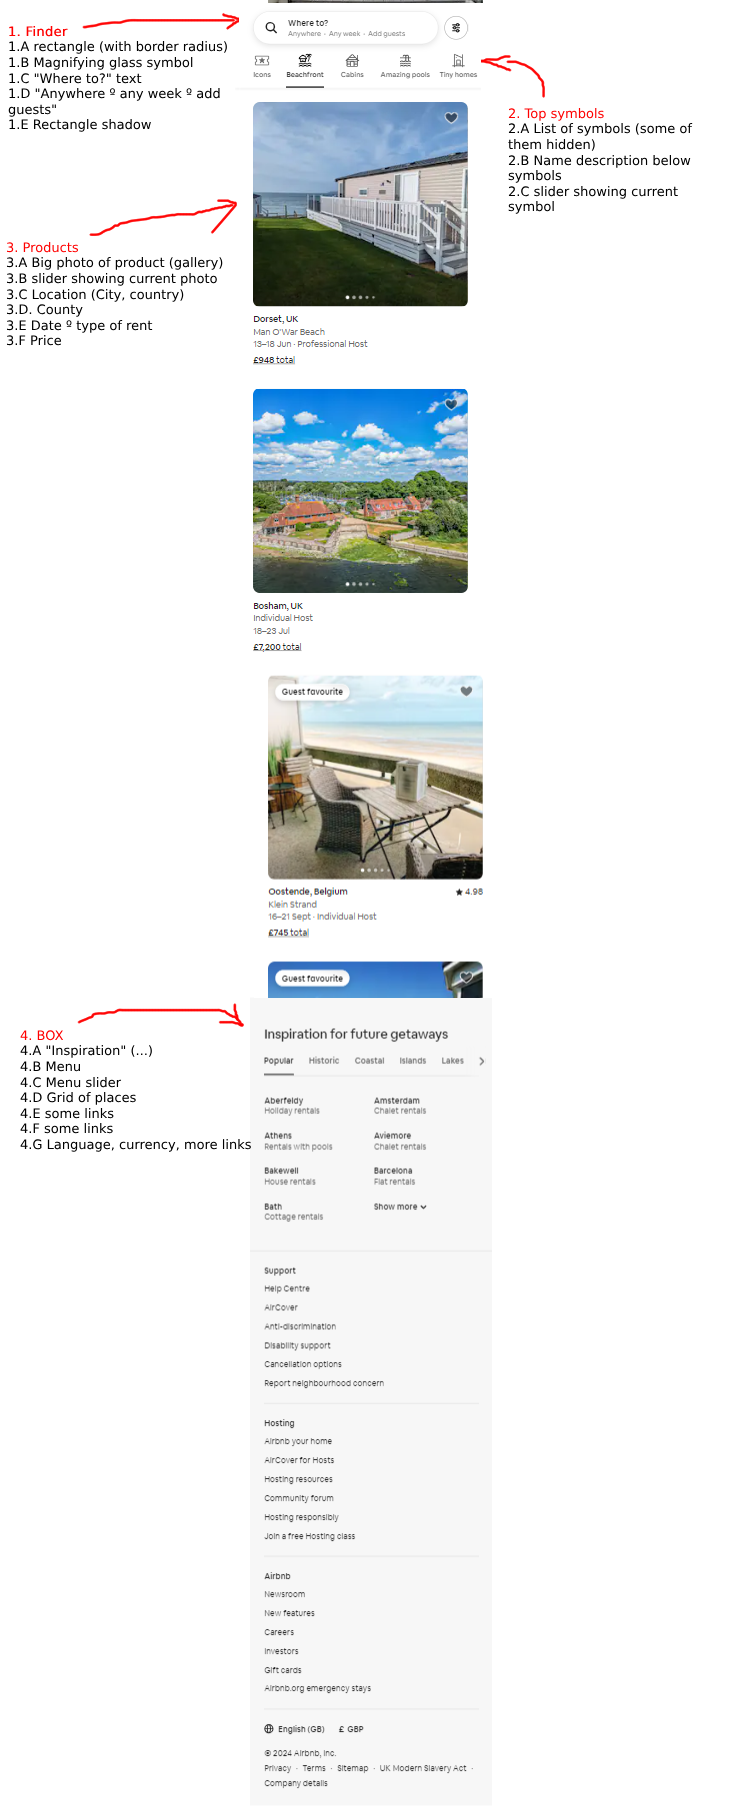 1. Finder
1.A rectangle (with border radius)
1.B Magnifying glass symbol
1.C "Where to?" text
1.D "Anywhere º any week º add
guests"
1.E Rectangle shadow
Where to?
Anywhere · Any week · Add guests
Icons
Beachfront
Cabins
Amazing pools
Tiny homes
2. Top symbols
2.A List of symbols (some of
them hidden)
2.B Name description below
symbols
2.C slider showing current
symbol
3. Products
3.A Big photo of product (gallery)
3.B slider showing current photo
3.C Location (City, country)
3.D. County
3.E Date º type of rent
3.F Price
Dorset, UK
Man O'War Beach
13–18 Jun · Professional Host
£948 total
Bosham, UK
Individual Host
18–23 Jul
£7,200 total
Guest favourite
Oostende, Belgium
4.98
Klein Strand
16–21 Sept · Individual Host
£745 total
Guest favourite
4. BOX
4.A "Inspiration" (...)
4.B Menu
4.C Menu slider
4.D Grid of places
4.E some links
4.F some links
4.G Language, currency, more links
Inspiration for future getaways
Popular
Historic
Coastal
Islands
Lakes
Aberfeldy
Holiday rentals
Amsterdam
Chalet rentals
Athens
Rentals with pools
Aviemore
Chalet rentals
Bakewell
House rentals
Barcelona
Flat rentals
Bath
Cottage rentals
Show more
Support
Help Centre
AirCover
Anti-discrimination
Disability support
Cancellation options
Report neighbourhood concern
Hosting
Airbnb your home
AirCover for Hosts
Hosting resources
Community forum
Hosting responsibly
Join a free Hosting class
Airbnb
Newsroom
New features
Careers
Investors
Gift cards
Airbnb.org emergency stays
English (GB)
£ GBP
© 2024 Airbnb, Inc.
Privacy · Terms · Sitemap · UK Modern Slavery Act ·
Company details